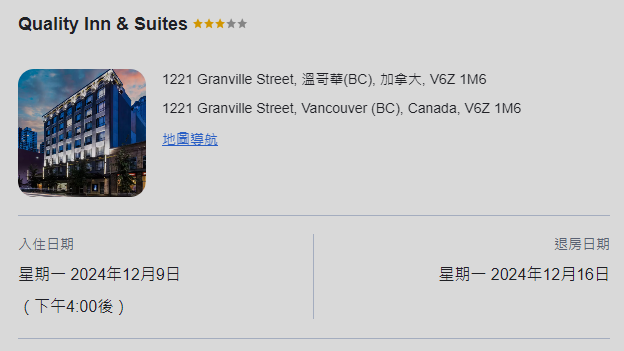 Quality Inn & Suites
1221 Granville Street, 溫哥華(BC), 加拿大, V6Z 1M6
1221 Granville Street, Vancouver (BC), Canada, V6Z 1M6
地圖導航
入住日期
退房日期
星期一 2024年12月9日
星期一 2024年12月16日
（下午4:00後）